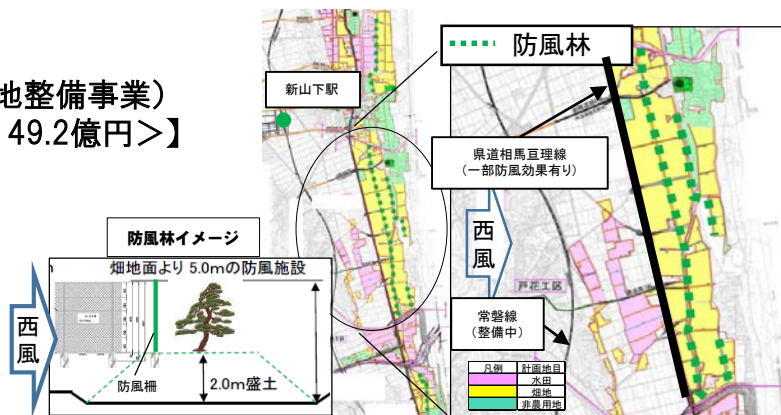 地整備事業)
49.2億円>】
新山下駅
防風林
県道相馬亘理線
(一部防風効果有り)
西風
防風林イメージ
畑地面より 5.0mの防風施設
西風
防風柵
2.0m盛土
戸花工区
常磐線
(整備中)
凡例 計画地目
水田
畑地
非農用地